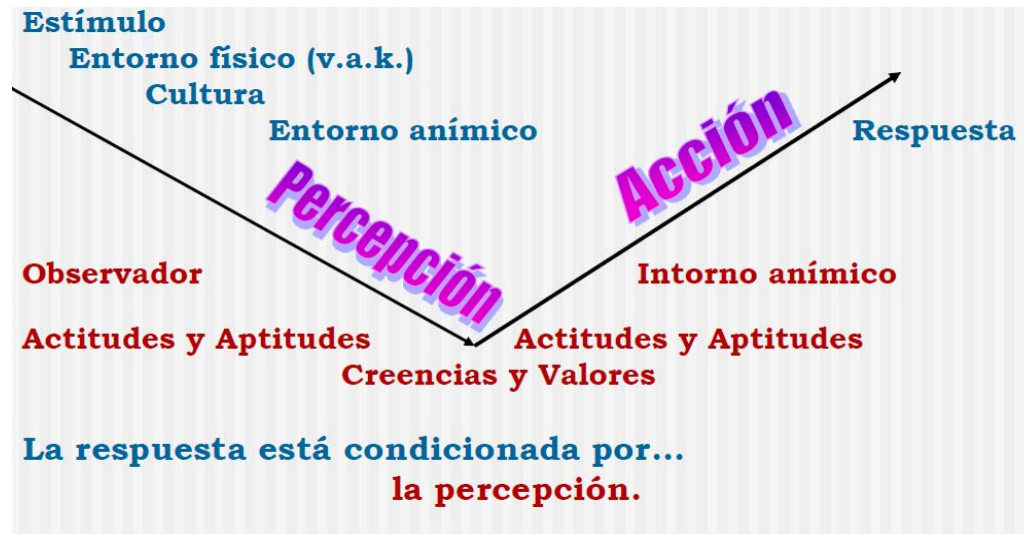 Estímulo
Entorno físico (v.a.k.)
Cultura
Entorno anímico
Percepción
Acción
Respuesta
Observador
Intorno anímico
Actitudes y Aptitudes
Actitudes y Aptitudes
Creencias y Valores
La respuesta está condicionada por...
la percepción.